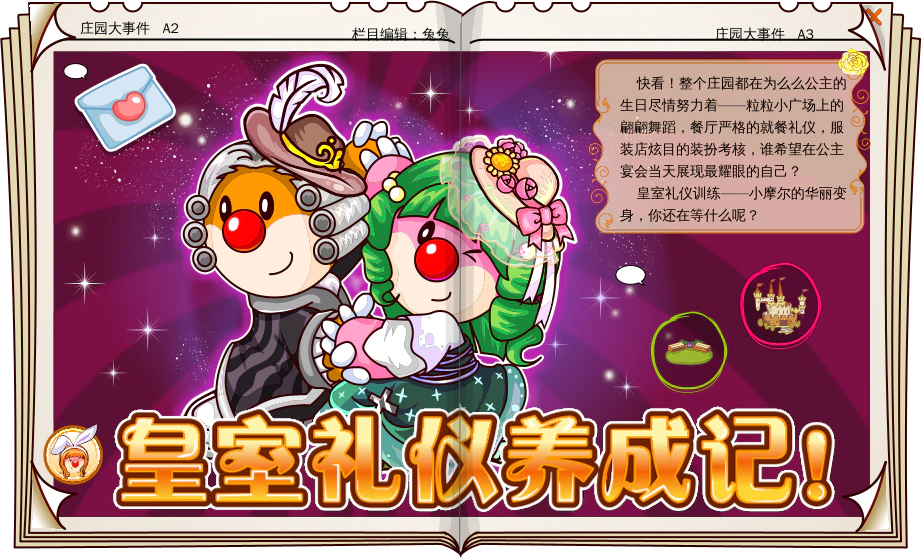 庄园大事件 A2
栏目编辑：兔兔
庄园大事件 A3
快看！整个庄园都在为么么公主的
生日尽情努力着——粒粒小广场上的
翩翩舞蹈，餐厅严格的就餐礼仪，服
装店炫目的装扮考核，谁希望在公主
宴会当天展现最耀眼的自己？
皇室礼仪训练——小摩尔的华丽变
身，你还在等什么呢？
皇室礼仪养成记！